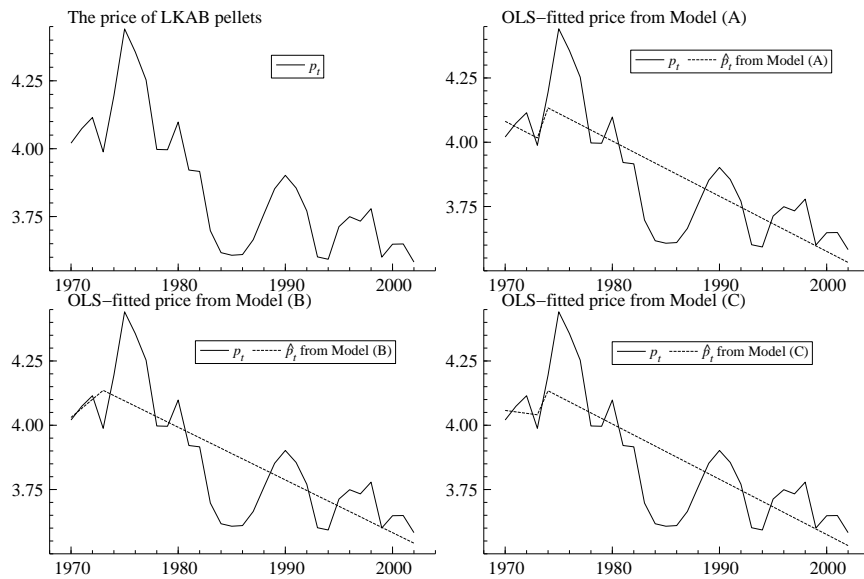 The price of LKAB pellets
p_t
4.25
4.00
3.75
1970 1980 1990 2000
OLS−fitted price from Model (A)
p_t p̂_t from Model (A)
4.25
4.00
3.75
1970 1980 1990 2000
OLS−fitted price from Model (B)
p_t p̂_t from Model (B)
4.25
4.00
3.75
1970 1980 1990 2000
OLS−fitted price from Model (C)
p_t p̂_t from Model (C)
4.25
4.00
3.75
1970 1980 1990 2000